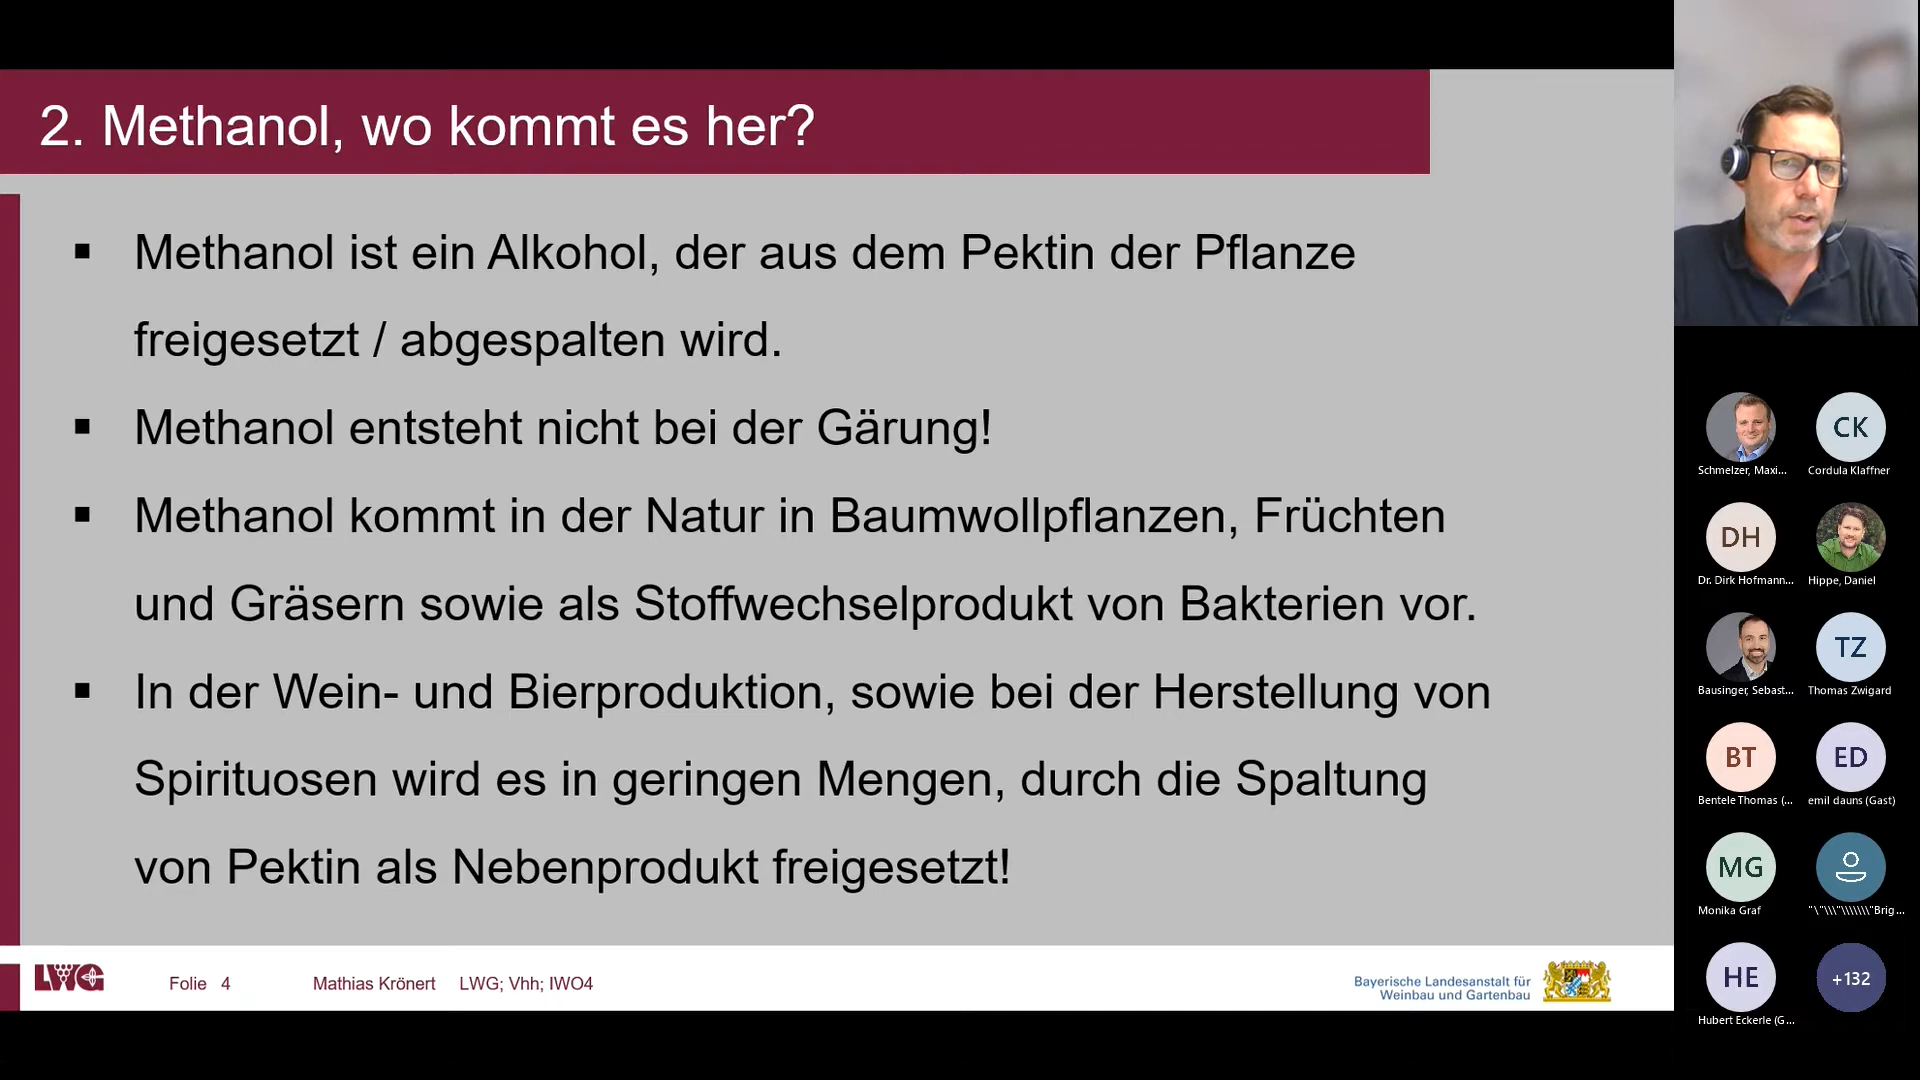 2. Methanol, wo kommt es her?
▪ Methanol ist ein Alkohol, der aus dem Pektin der Pflanze
freigesetzt / abgespalten wird.
▪ Methanol entsteht nicht bei der Gärung!
▪ Methanol kommt in der Natur in Baumwollpflanzen, Früchten
und Gräsern sowie als Stoffwechselprodukt von Bakterien vor.
▪ In der Wein- und Bierproduktion, sowie bei der Herstellung von
Spirituosen wird es in geringen Mengen, durch die Spaltung
von Pektin als Nebenprodukt freigesetzt!
LWG
Folie 4
Mathias Krönert LWG; Vhh; IWO4
Bayerische Landesanstalt für
Weinbau und Gartenbau
Schmelzer, Maxi...
CK
Cordula Klaffner
DH
Dr. Dirk Hofmann...
Hippe, Daniel
Bausinger, Sebast...
TZ
Thomas Zwigard
BT
Bentele Thomas (...
ED
emil dauns (Gast)
MG
Monika Graf
"\"\\\"\\\\\\\"Brig...
HE
Hubert Eckerle (G...
+132